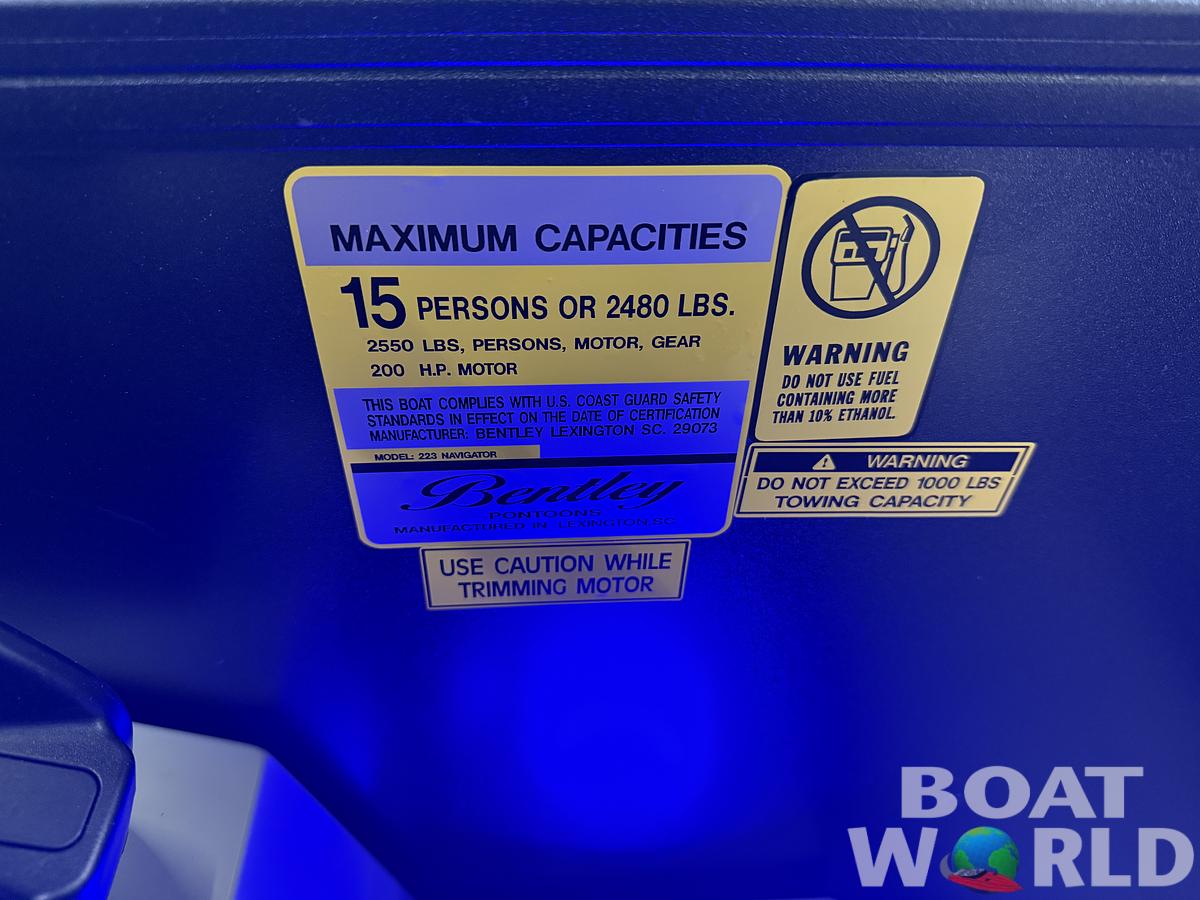 MAXIMUM CAPACITIES
15 PERSONS OR 2480 LBS.
2550 LBS, PERSONS, MOTOR, GEAR
200 H.P. MOTOR
THIS BOAT COMPLIES WITH U.S. COAST GUARD SAFETY
STANDARDS IN EFFECT ON THE DATE OF CERTIFICATION
MANUFACTURER: BENTLEY LEXINGTON SC. 29073
MODEL: 223 NAVIGATOR
Bentley
PONTOONS
MANUFACTURED IN LEXINGTON, SC
USE CAUTION WHILE
TRIMMING MOTOR
WARNING
DO NOT USE FUEL
CONTAINING MORE
THAN 10% ETHANOL.
WARNING
DO NOT EXCEED 1000 LBS
TOWING CAPACITY
BOAT
WORLD